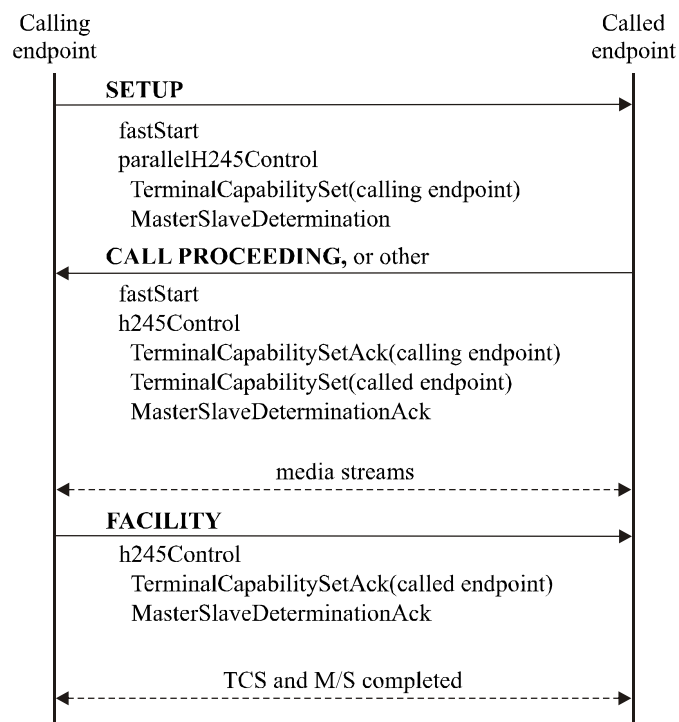 Calling
endpoint
Called
endpoint
SETUP
fastStart
parallelH245Control
TerminalCapabilitySet(calling endpoint)
MasterSlaveDetermination
CALL PROCEEDING, or other
fastStart
h245Control
TerminalCapabilitySetAck(calling endpoint)
TerminalCapabilitySet(called endpoint)
MasterSlaveDeterminationAck
media streams
FACILITY
h245Control
TerminalCapabilitySetAck(called endpoint)
MasterSlaveDeterminationAck
TCS and M/S completed